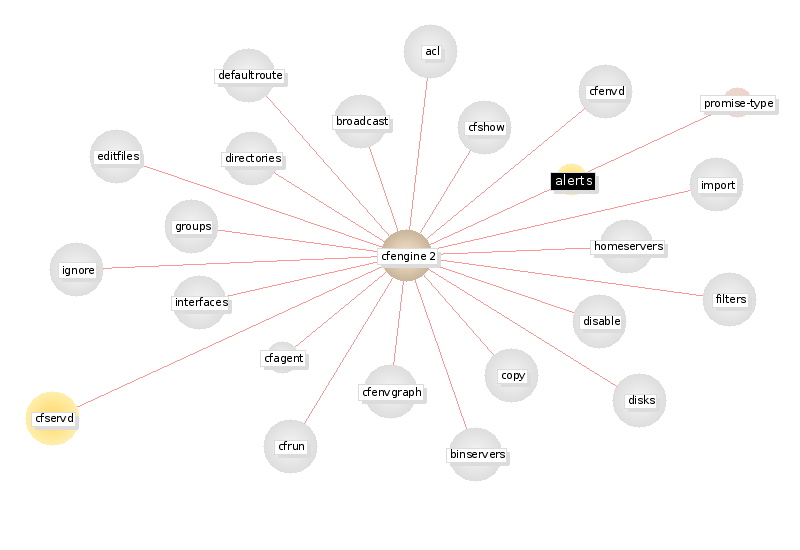 acl
defaultroute
cfenvd
promise-type
broadcast
cfshow
editfiles
directories
alerts
import
groups
homeservers
cfengine 2
ignore
interfaces
filters
disable
cfagent
copy
cfenvgraph
disks
cfservd
cfrun
binservers